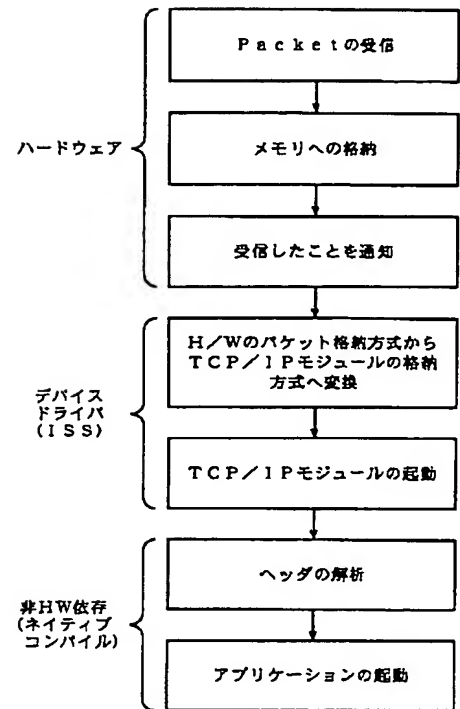 Packetの受信
メモリへの格納
ハードウェア
受信したことを通知
H/Wのパケット格納方式から
TCP/IPモジュールの格納
方式へ変換
デバイス
ドライバ
(ISS)
TCP/IPモジュールの起動
ヘッダの解析
非HW依存
(ネイティブ
コンパイル)
アプリケーションの起動